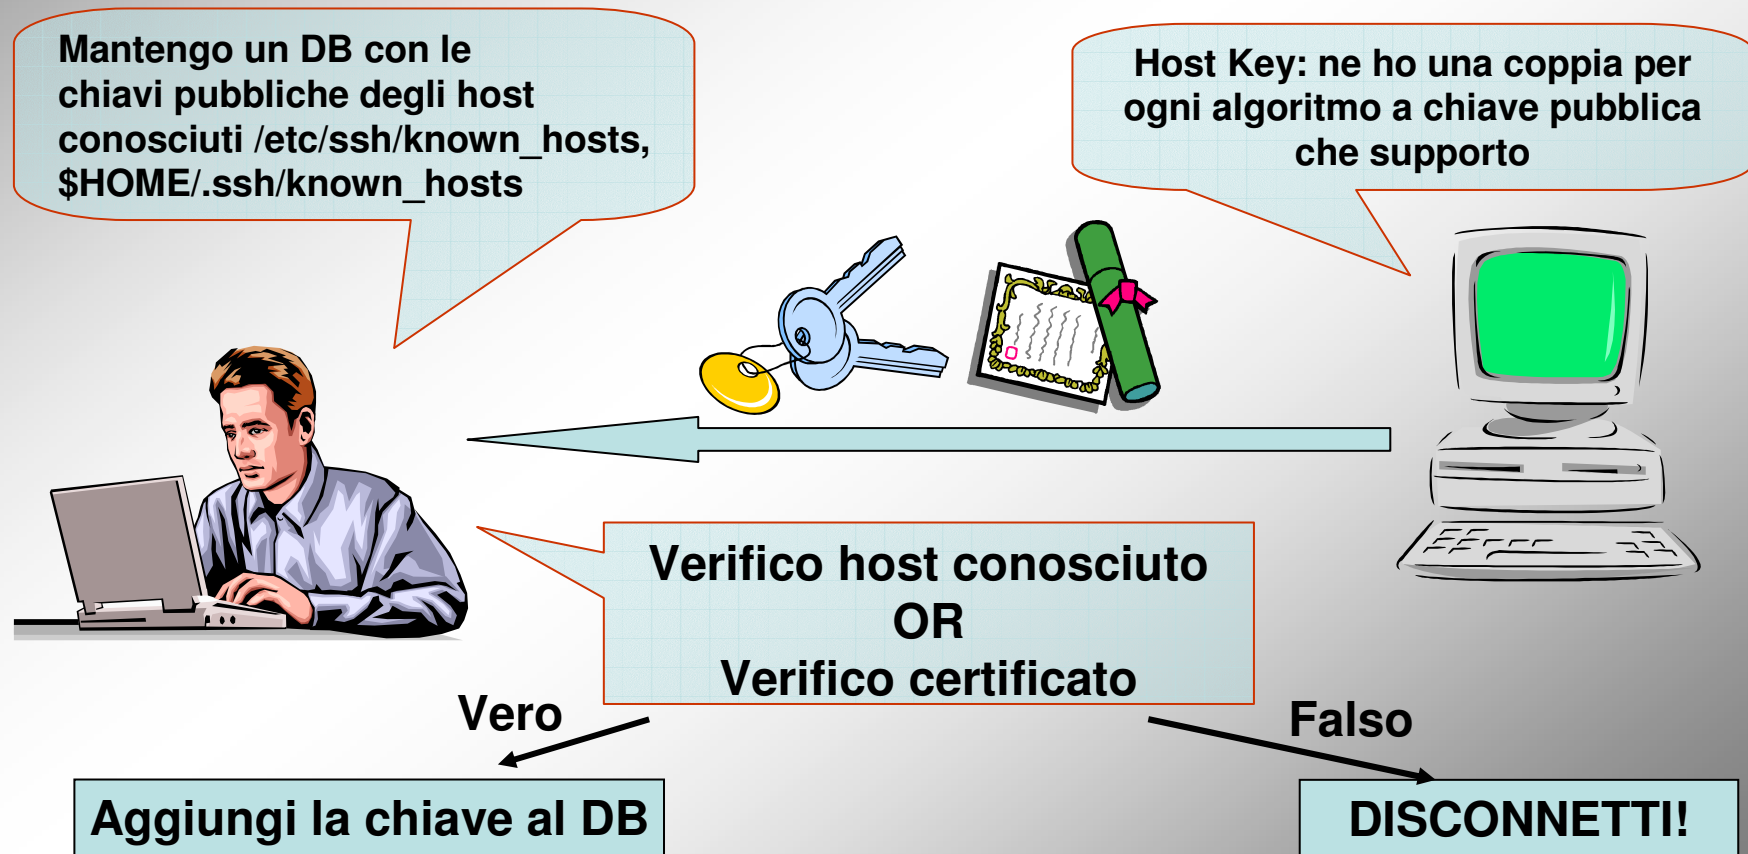 Mantengo un DB con le
chiavi pubbliche degli host
conosciuti /etc/ssh/known_hosts,
$HOME/.ssh/known_hosts
Host Key: ne ho una coppia per
ogni algoritmo a chiave pubblica
che supporto
Verifico host conosciuto
OR
Verifico certificato
Vero
Falso
Aggiungi la chiave al DB
DISCONNETTI!